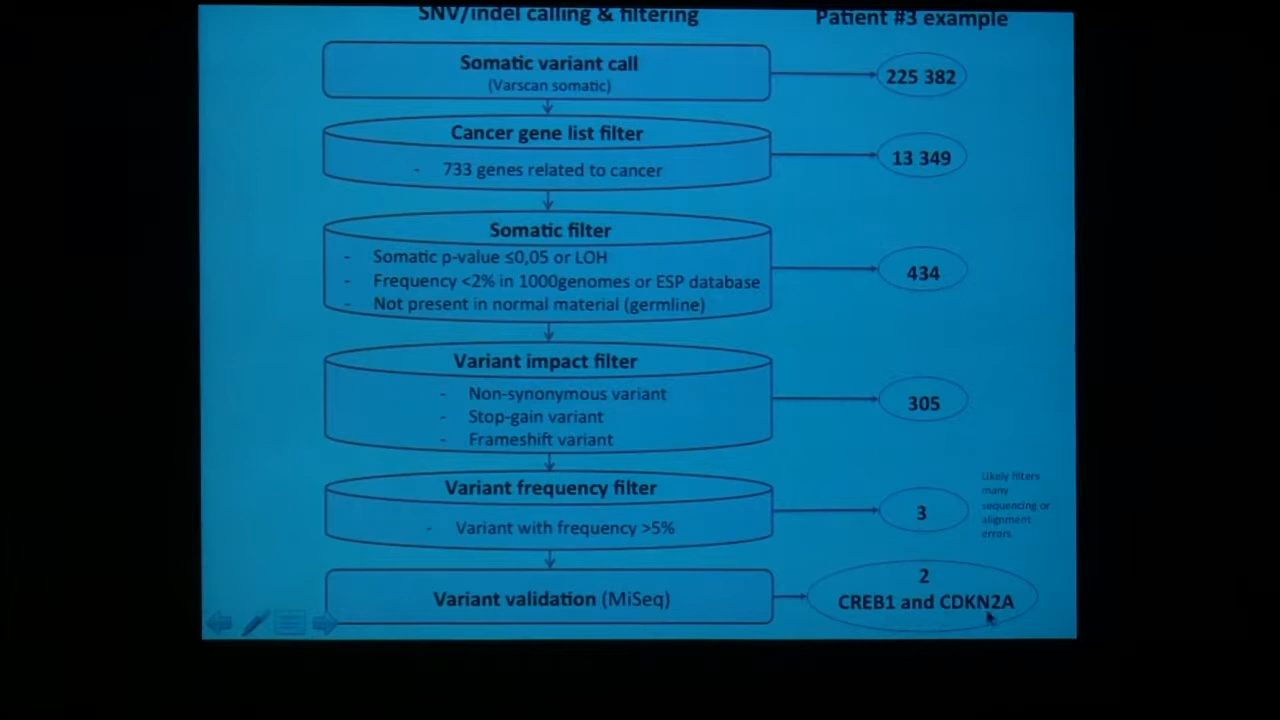 SNV/indel calling & filtering
Patient #3 example
Somatic variant call
(Varscan somatic)
225 382
Cancer gene list filter
- 733 genes related to cancer
13 349
Somatic filter
- Somatic p-value ≤0,05 or LOH
- Frequency <2% in 1000genomes or ESP database
- Not present in normal material (germline)
434
Variant impact filter
- Non-synonymous variant
- Stop-gain variant
- Frameshift variant
305
Variant frequency filter
- Variant with frequency >5%
3
Likely filters
many
sequencing or
alignment
errors
Variant validation (MiSeq)
2
CREB1 and CDKN2A